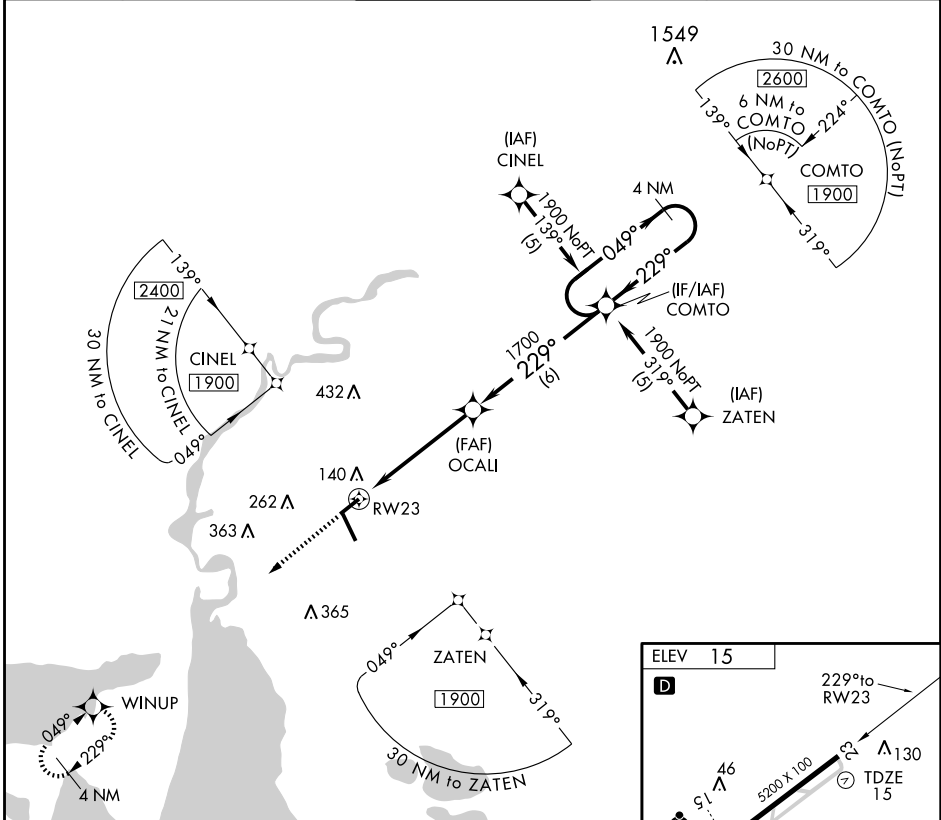 1549
30 NM to COMTO (NoPT)
2600
6 NM to
COMTO
(NoPT)
224°
139°
COMTO
1900
319°
(IAF)
CINEL
1900 NoPT
139°
(5)
4 NM
049°
229°
(IF/IAF)
COMTO
1900 NoPT
319°
(5)
(IAF)
ZATEN
1700
229°
(6)
(FAF)
OCALI
139°
2400
21 NM to CINEL
30 NM to CINEL
CINEL
1900
049°
432
140
RW23
262
363
365
049°
ZATEN
1900
319°
30 NM to ZATEN
WINUP
049°
229°
4 NM
ELEV 15
D
229° to
RW23
23
130
TDZE
15
46
15
5200 X 100